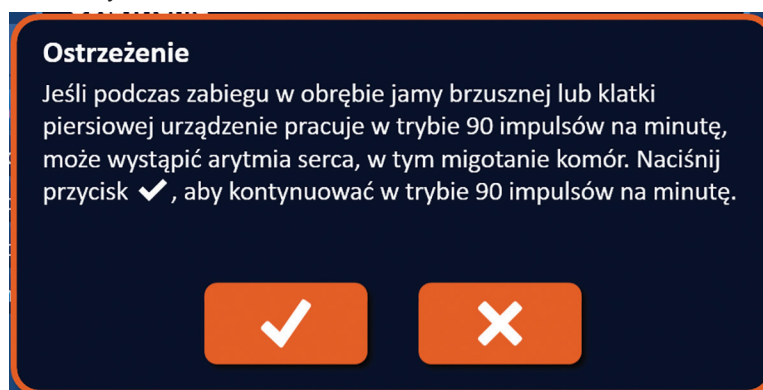 Ostrzeżenie
Jeśli podczas zabiegu w obrębie jamy brzusznej lub klatki
piersiowej urządzenie pracuje w trybie 90 impulsów na minutę,
może wystąpić arytmia serca, w tym migotanie komór. Naciśnij
przycisk ✔, aby kontynuować w trybie 90 impulsów na minutę.